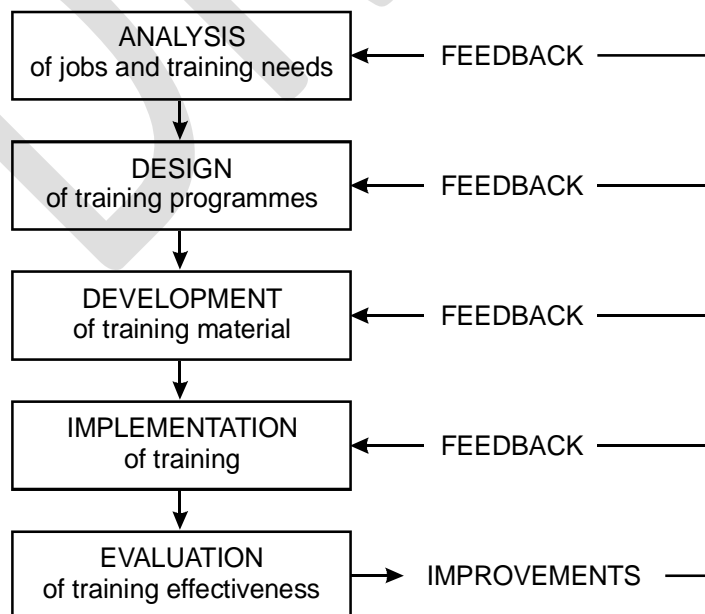 ANALYSIS
of jobs and training needs
FEEDBACK
DESIGN
of training programmes
FEEDBACK
DEVELOPMENT
of training material
FEEDBACK
IMPLEMENTATION
of training
FEEDBACK
EVALUATION
of training effectiveness
IMPROVEMENTS